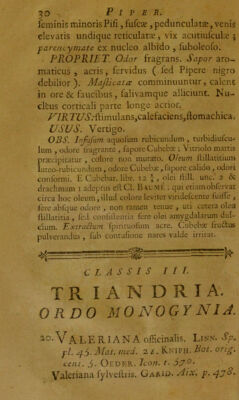 30 PIPER.
seminis minoris Pisi, fuscæ, pedunculatæ, venis
elevatis undique reticulatæ, vix acutiusculæ;
parencymate ex nucleo albido, suboleoso.
PROPRIET. Odor fragrans. Sapor aro-
maticus, acris, fervidus (sed Pipere nigro
debilior). Masticatæ comminuuntur, calent
in ore & faucibus, salivamque alliciunt. Nu-
cleus corticali parte longe acrior.
VIRTUS. stimulans, calefaciens, stomachica.
USUS. Vertigo.
OBS. Infusum aquosum rubicundum, turbidiuscu-
lum, odore fragrante, sapore Cubebæ; Vitriolo martis
præcipitatur, colore non mutato. Oleum stillatitium
luteo-rubicundum, odore Cubebæ, sapore calido, odori
conformi. E Cubebar. libr. 12 ½, olei still. unc. 2 &
drachmam 1 adeptus est Cl. BAUMÉ; qui etiam observat
circa hoc oleum, illud colore leviter viridescente fuisse,
fere absque odore, non tamen tenue, uti cetera olea
stillatitia, sed consistentia fere olei amygdalarum dul-
cium. Extractum spirituosum acre. Cubebæ fructus
pulverandus, sub contusione nares valde irritat.
CLASSIS III.
TRIANDRIA.
ORDO MONOGYNIA.
20. VALERIANA officinalis. LINN. Sp.
pl. 45. Mat. med. 21. KNIPH. Bot. orig.
cent. 5. OEDER. Icon. t. 570.
Valeriana sylvestris. GARID. Aix. p. 478.